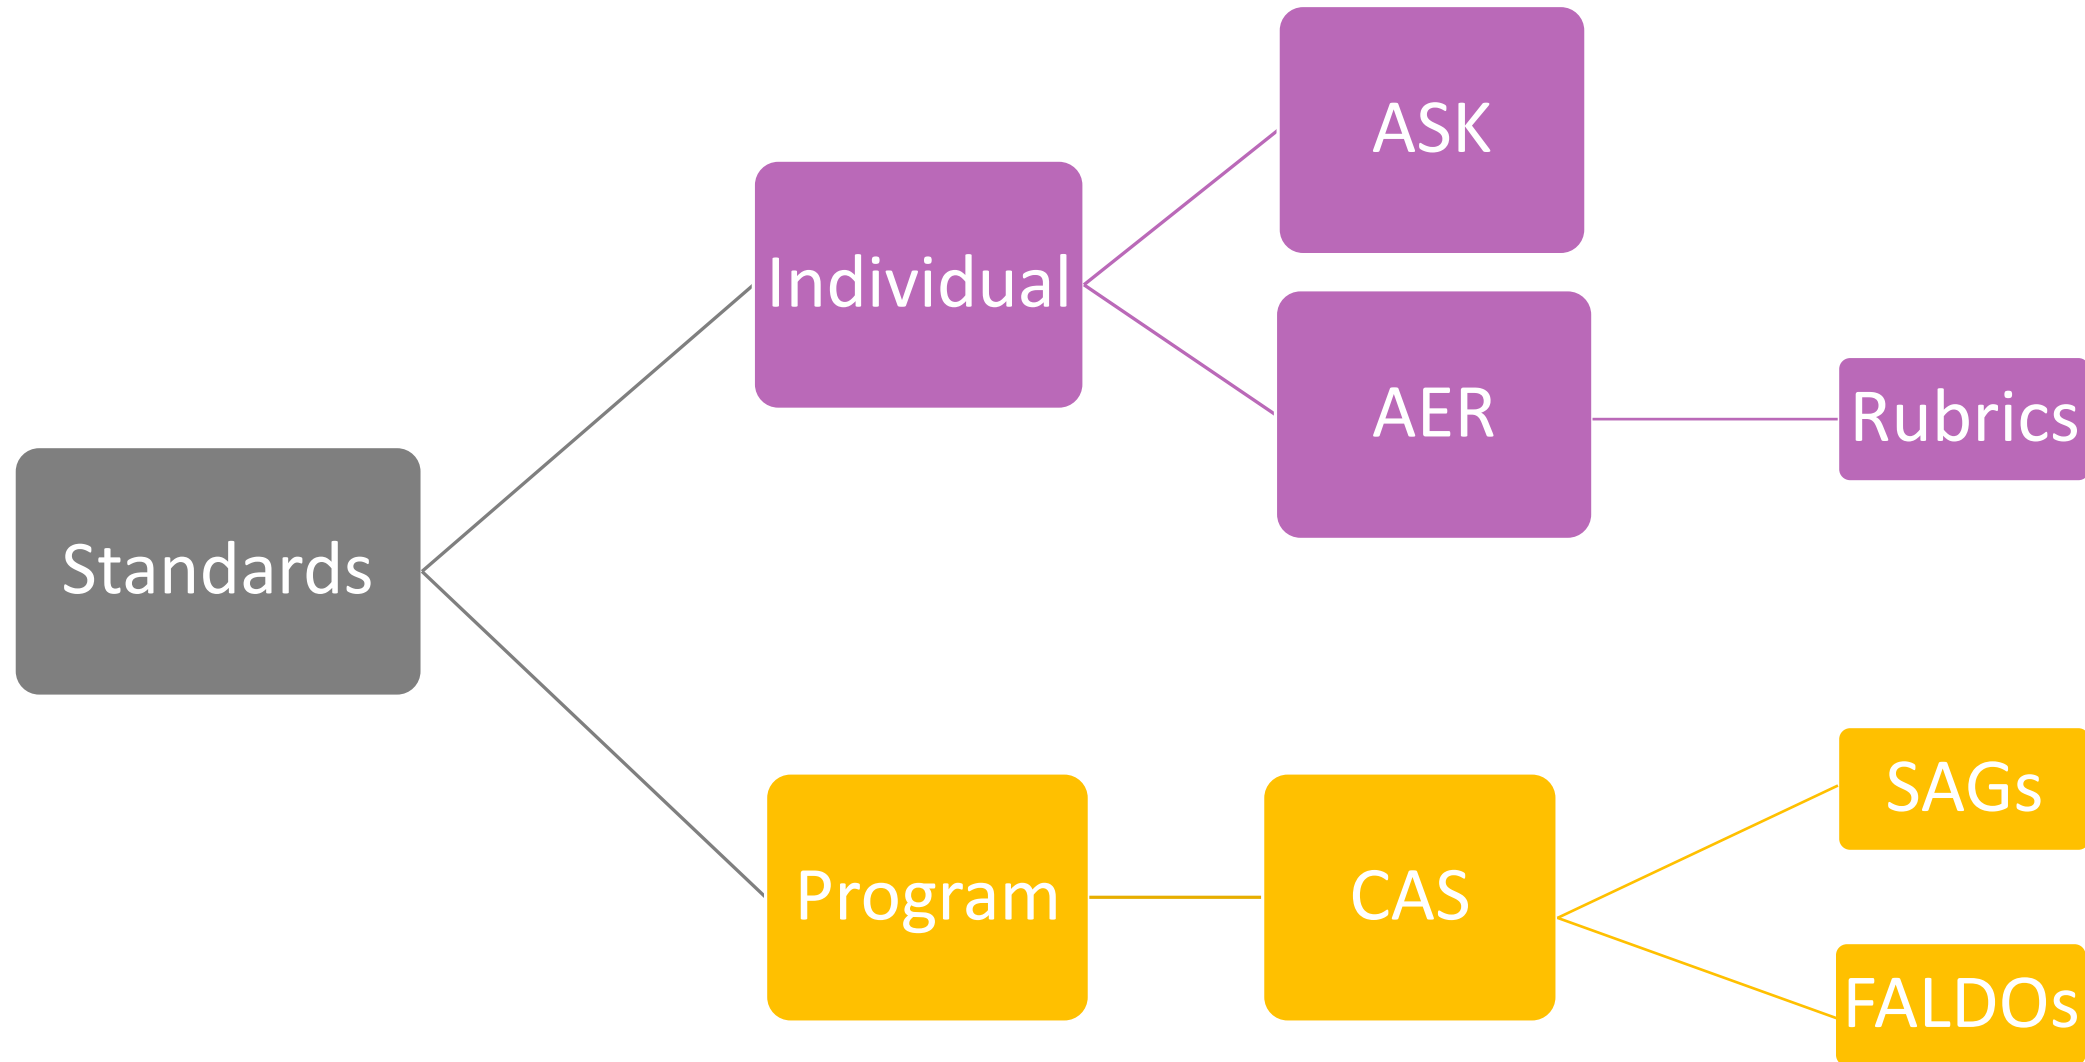 Standards
Individual
ASK
AER
Rubrics
Program
CAS
SAGs
FALDOs